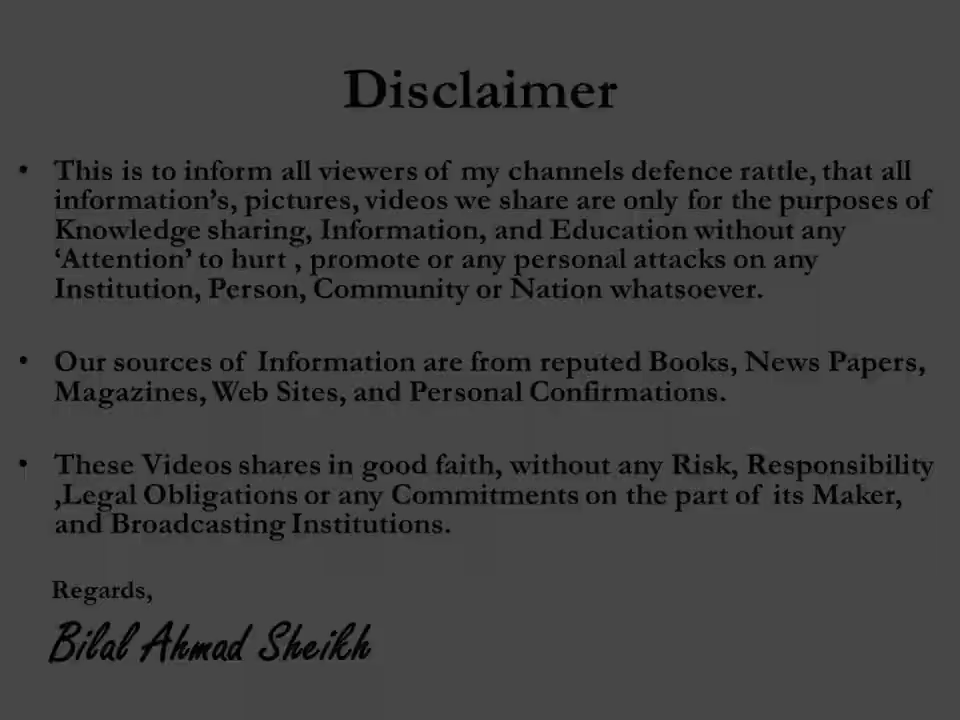 Disclaimer
• This is to inform all viewers of my channels defence rattle, that all
information's, pictures, videos we share are only for the purposes of
Knowledge sharing, Information, and Education without any
‘Attention’ to hurt , promote or any personal attacks on any
Institution, Person, Community or Nation whatsoever.
• Our sources of Information are from reputed Books, News Papers,
Magazines, Web Sites, and Personal Confirmations.
• These Videos shares in good faith, without any Risk, Responsibility
,Legal Obligations or any Commitments on the part of its Maker,
and Broadcasting Institutions.
Regards,
Bilal Ahmad Sheikh